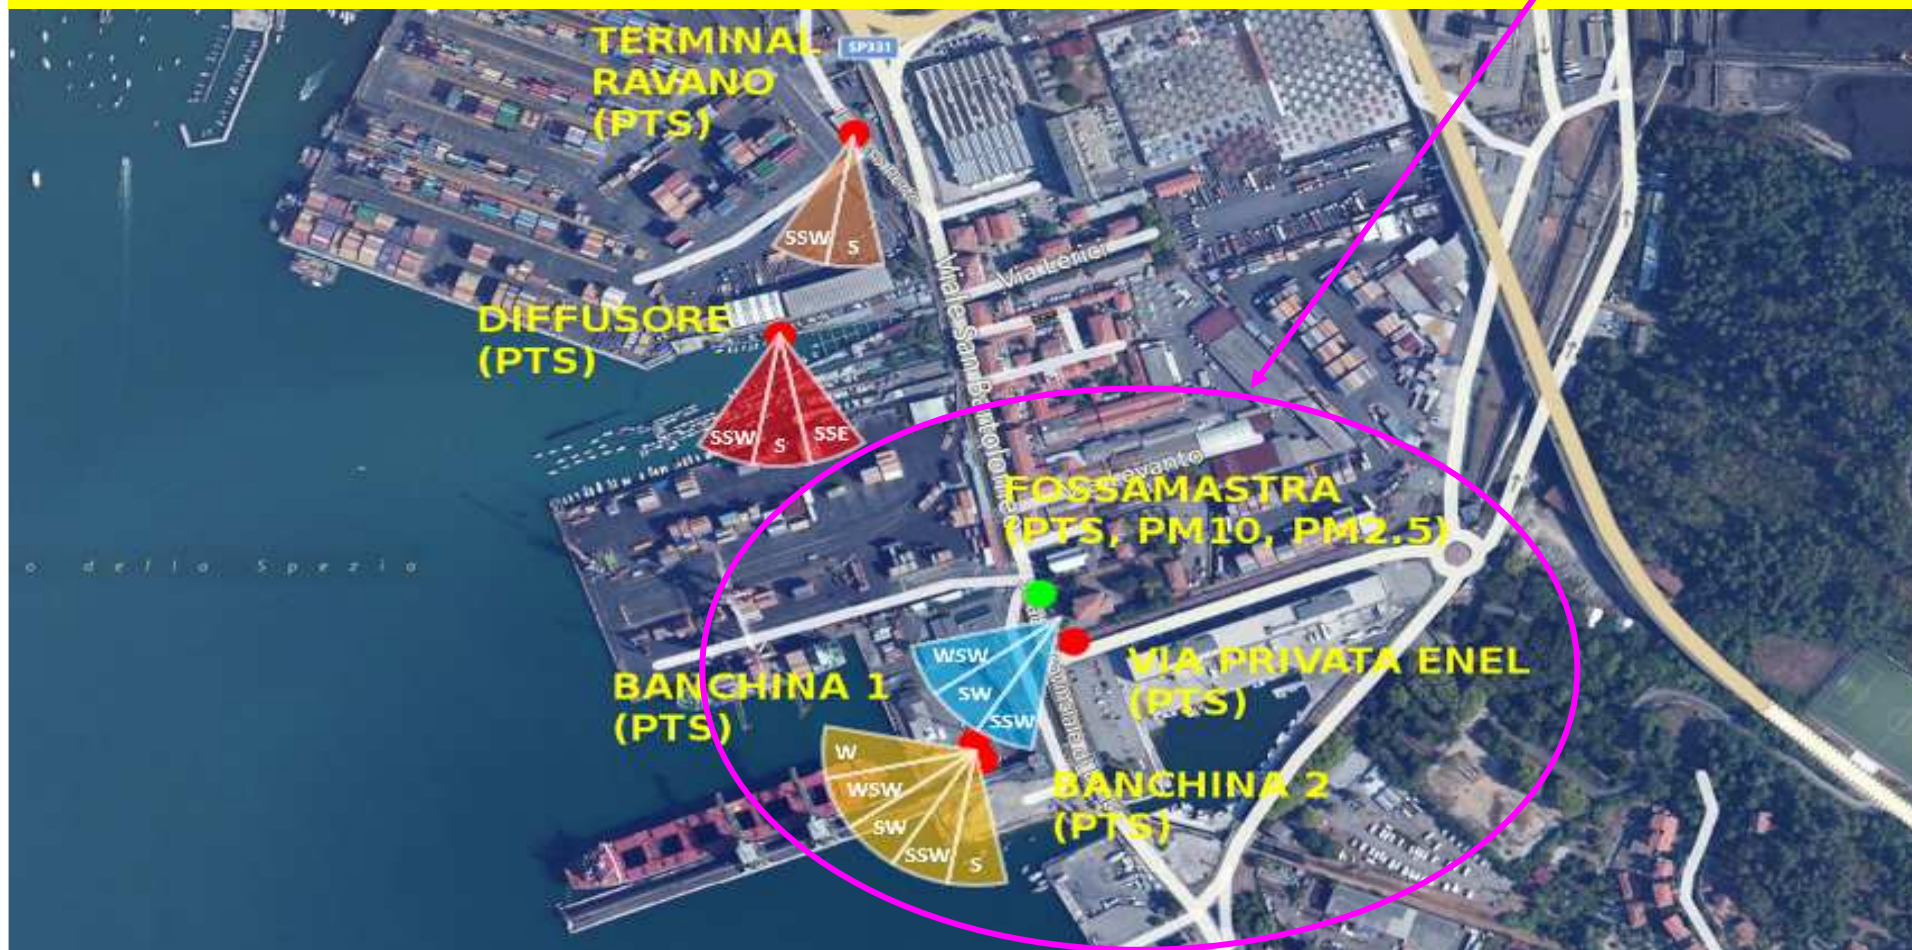 TERMINAL
RAVANO
(PTS)
SP331
SSW
S
Via Lerici
Viale San Bartolomeo
DIFFUSORE
(PTS)
SSW
S
SSE
Levanto
FOSSAMASTRA
(PTS, PM10, PM2.5)
o della Spezia
WSW
SW
SSW
VIA PRIVATA ENEL
(PTS)
BANCHINA 1
(PTS)
W
WSW
SW
SSW
S
BANCHINA 2
(PTS)